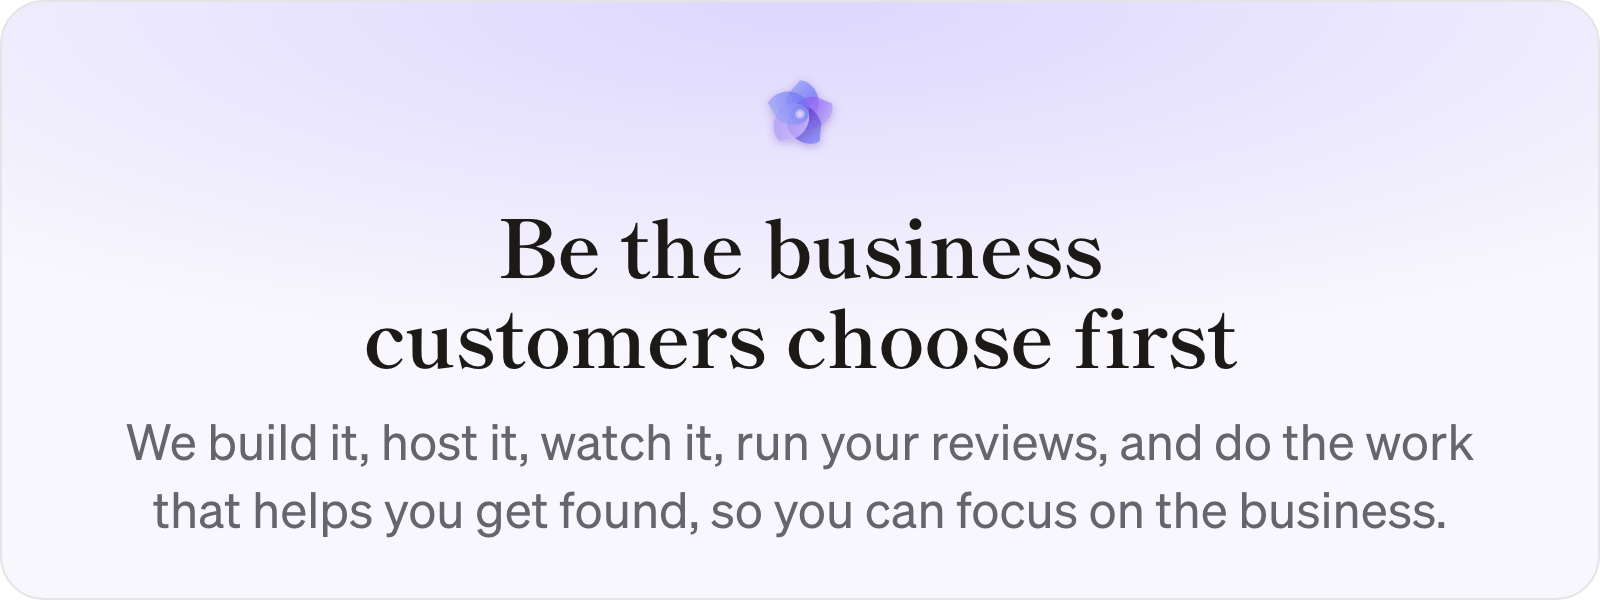 Be the business
customers choose first
We build it, host it, watch it, run your reviews, and do the work
that helps you get found, so you can focus on the business.